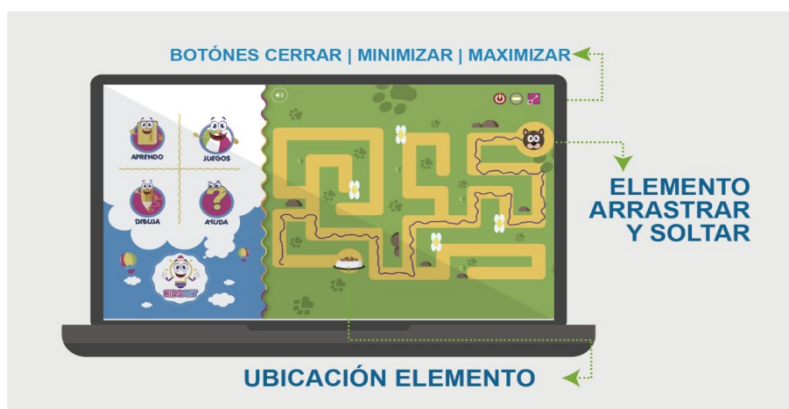 BOTÓNES CERRAR | MINIMIZAR | MAXIMIZAR
APRENDO
JUEGOS
DIBUJA
AYUDA
ELEMENTO
ARRASTRAR
Y SOLTAR
UBICACIÓN ELEMENTO